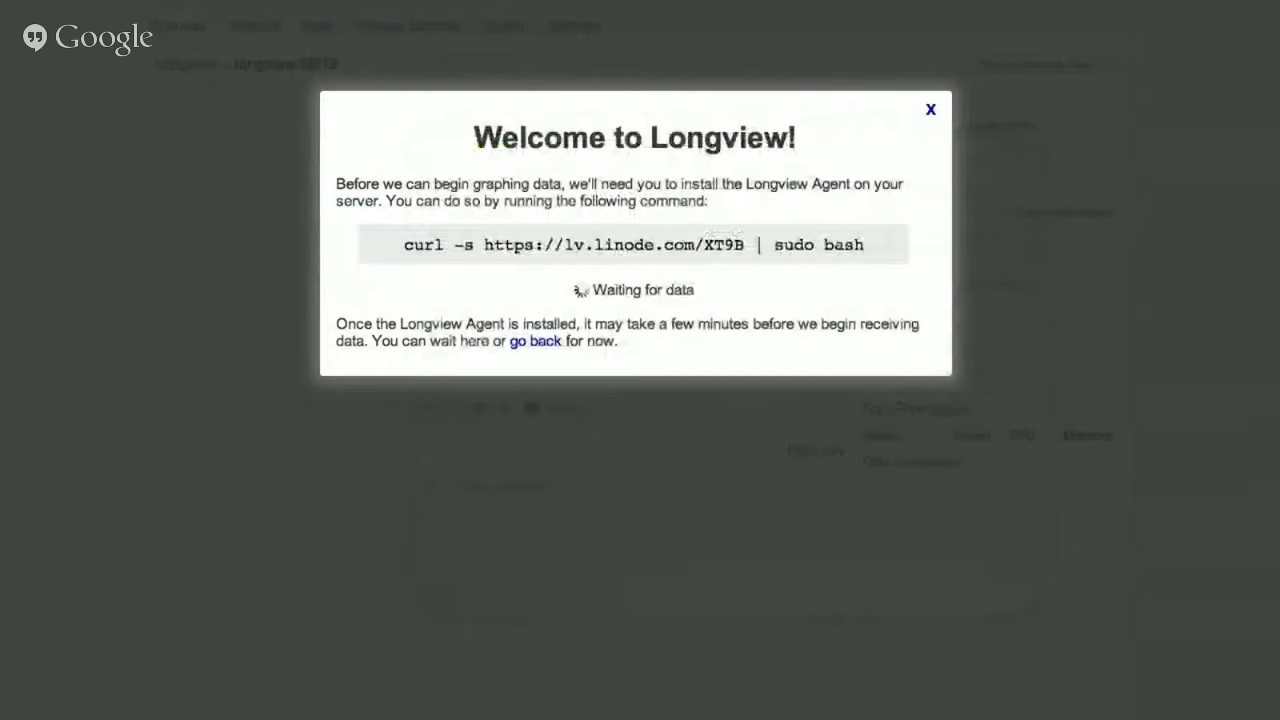 Google
X
Welcome to Longview!
Before we can begin graphing data, we'll need you to install the Longview Agent on your
server. You can do so by running the following command:
curl -s https://lv.linode.com/XT9B | sudo bash
Waiting for data
Once the Longview Agent is installed, it may take a few minutes before we begin receiving
data. You can wait here or go back for now.